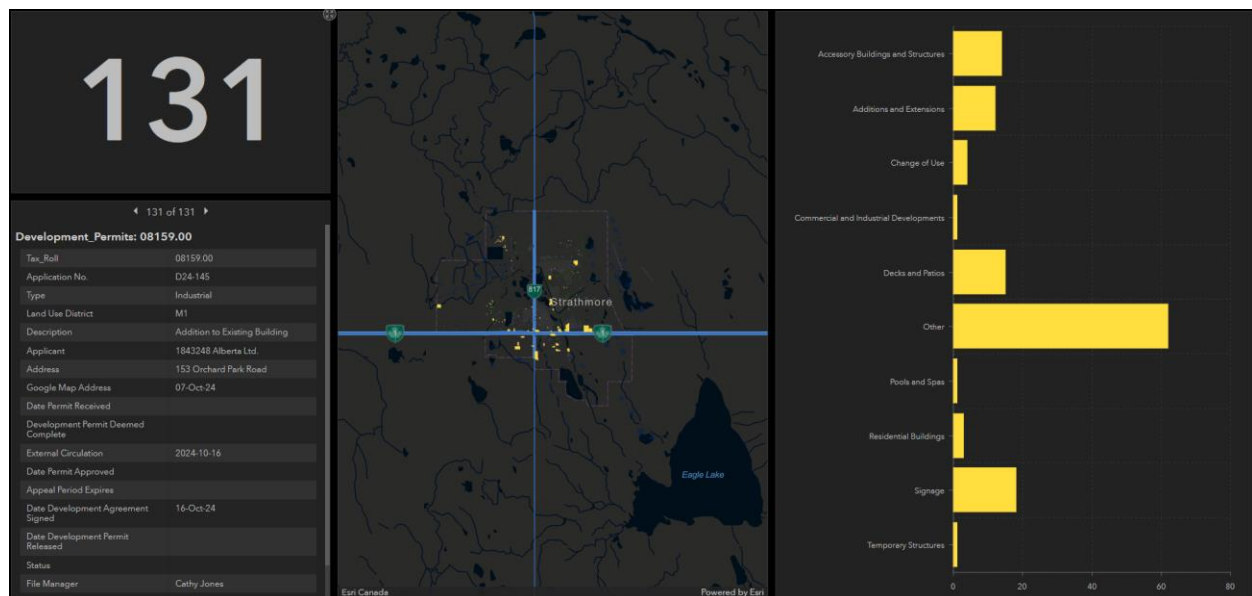 131
131 of 131
Development_Permits: 08159.00
Tax_Roll 08159.00
Application No. D24-145
Type Industrial
Land Use District M1
Description Addition to Existing Building
Applicant 1843248 Alberta Ltd.
Address 153 Orchard Park Road
Google Map Address 07-Oct-24
Date Permit Received
Development Permit Deemed
Complete
External Circulation 2024-10-16
Date Permit Approved
Appeal Period Expires
Date Development Agreement
Signed 16-Oct-24
Date Development Permit
Released
Status
File Manager Cathy Jones
817
Strathmore
Eagle Lake
Esri Canada
Powered by Esri
Accessory Buildings and Structures
Additions and Extensions
Change of Use
Commercial and Industrial Developments
Decks and Patios
Other
Pools and Spas
Residential Buildings
Signage
Temporary Structures
0 20 40 60 80